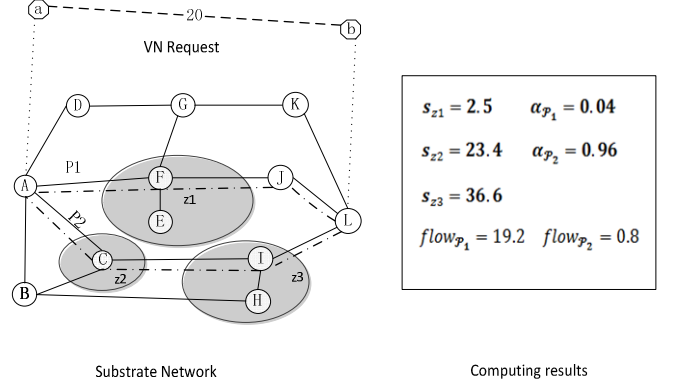 a
20
b
VN Request
D
G
K
P1
F
J
A
z1
P2
E
L
C
I
z2
z3
B
H
Substrate Network
s_z1 = 2.5 α_𝒫1 = 0.04
s_z2 = 23.4 α_𝒫2 = 0.96
s_z3 = 36.6
flow_𝒫1 = 19.2 flow_𝒫2 = 0.8
Computing results